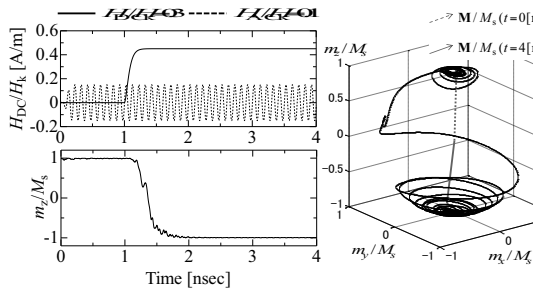 H_DC/H_k [A/m]
0.6
0.4
0.2
0
-0.2
0 1 2 3 4
m_z/M_s
1
0
-1
0 1 2 3 4
Time [nsec]
M/M_s (t=0[n
M/M_s (t=4[n
m_z/M_s
1
0.5
0
-0.5
-1
1
0
-1
-1
0
m_y/M_s
m_x/M_s